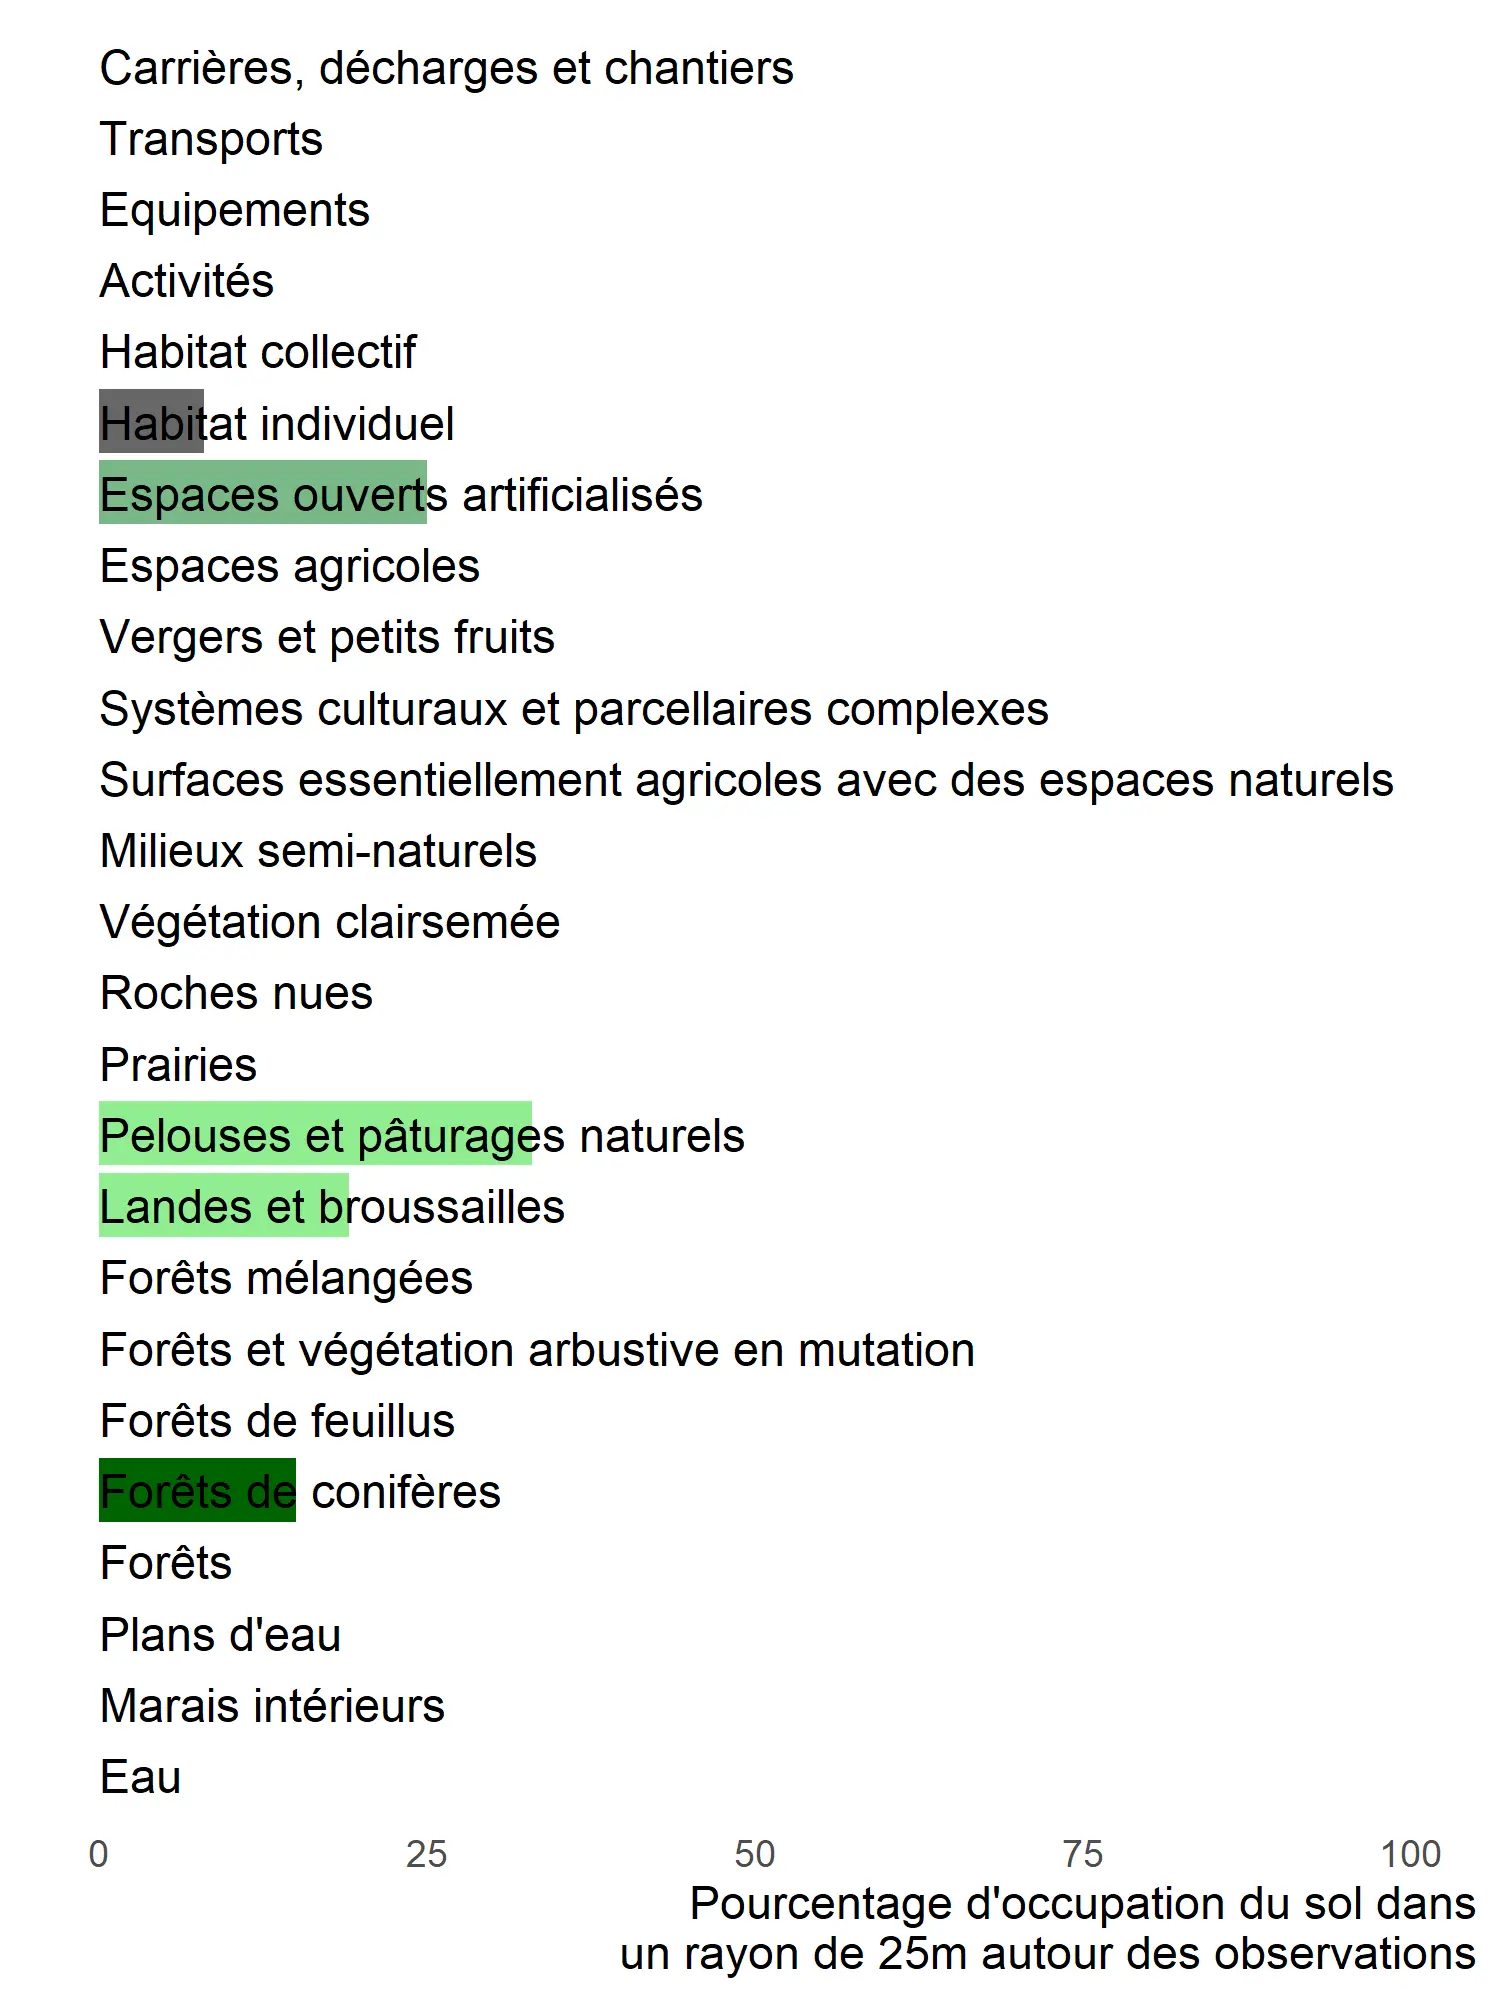 Carrières, décharges et chantiers
Transports
Equipements
Activités
Habitat collectif
Habitat individuel
Espaces ouverts artificialisés
Espaces agricoles
Vergers et petits fruits
Systèmes culturaux et parcellaires complexes
Surfaces essentiellement agricoles avec des espaces naturels
Milieux semi-naturels
Végétation clairsemée
Roches nues
Prairies
Pelouses et pâturages naturels
Landes et broussailles
Forêts mélangées
Forêts et végétation arbustive en mutation
Forêts de feuillus
Forêts de conifères
Forêts
Plans d'eau
Marais intérieurs
Eau
0 25 50 75 100
Pourcentage d'occupation du sol dans
un rayon de 25m autour des observations